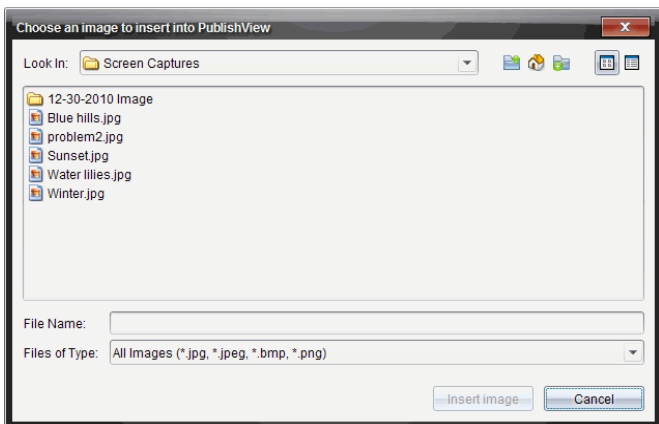 Choose an image to insert into PublishView
Look In: Screen Captures
12-30-2010 Image
Blue hills.jpg
problem2.jpg
Sunset.jpg
Water lilies.jpg
Winter.jpg
File Name:
Files of Type: All Images (*.jpg, *.jpeg, *.bmp, *.png)
Insert image Cancel